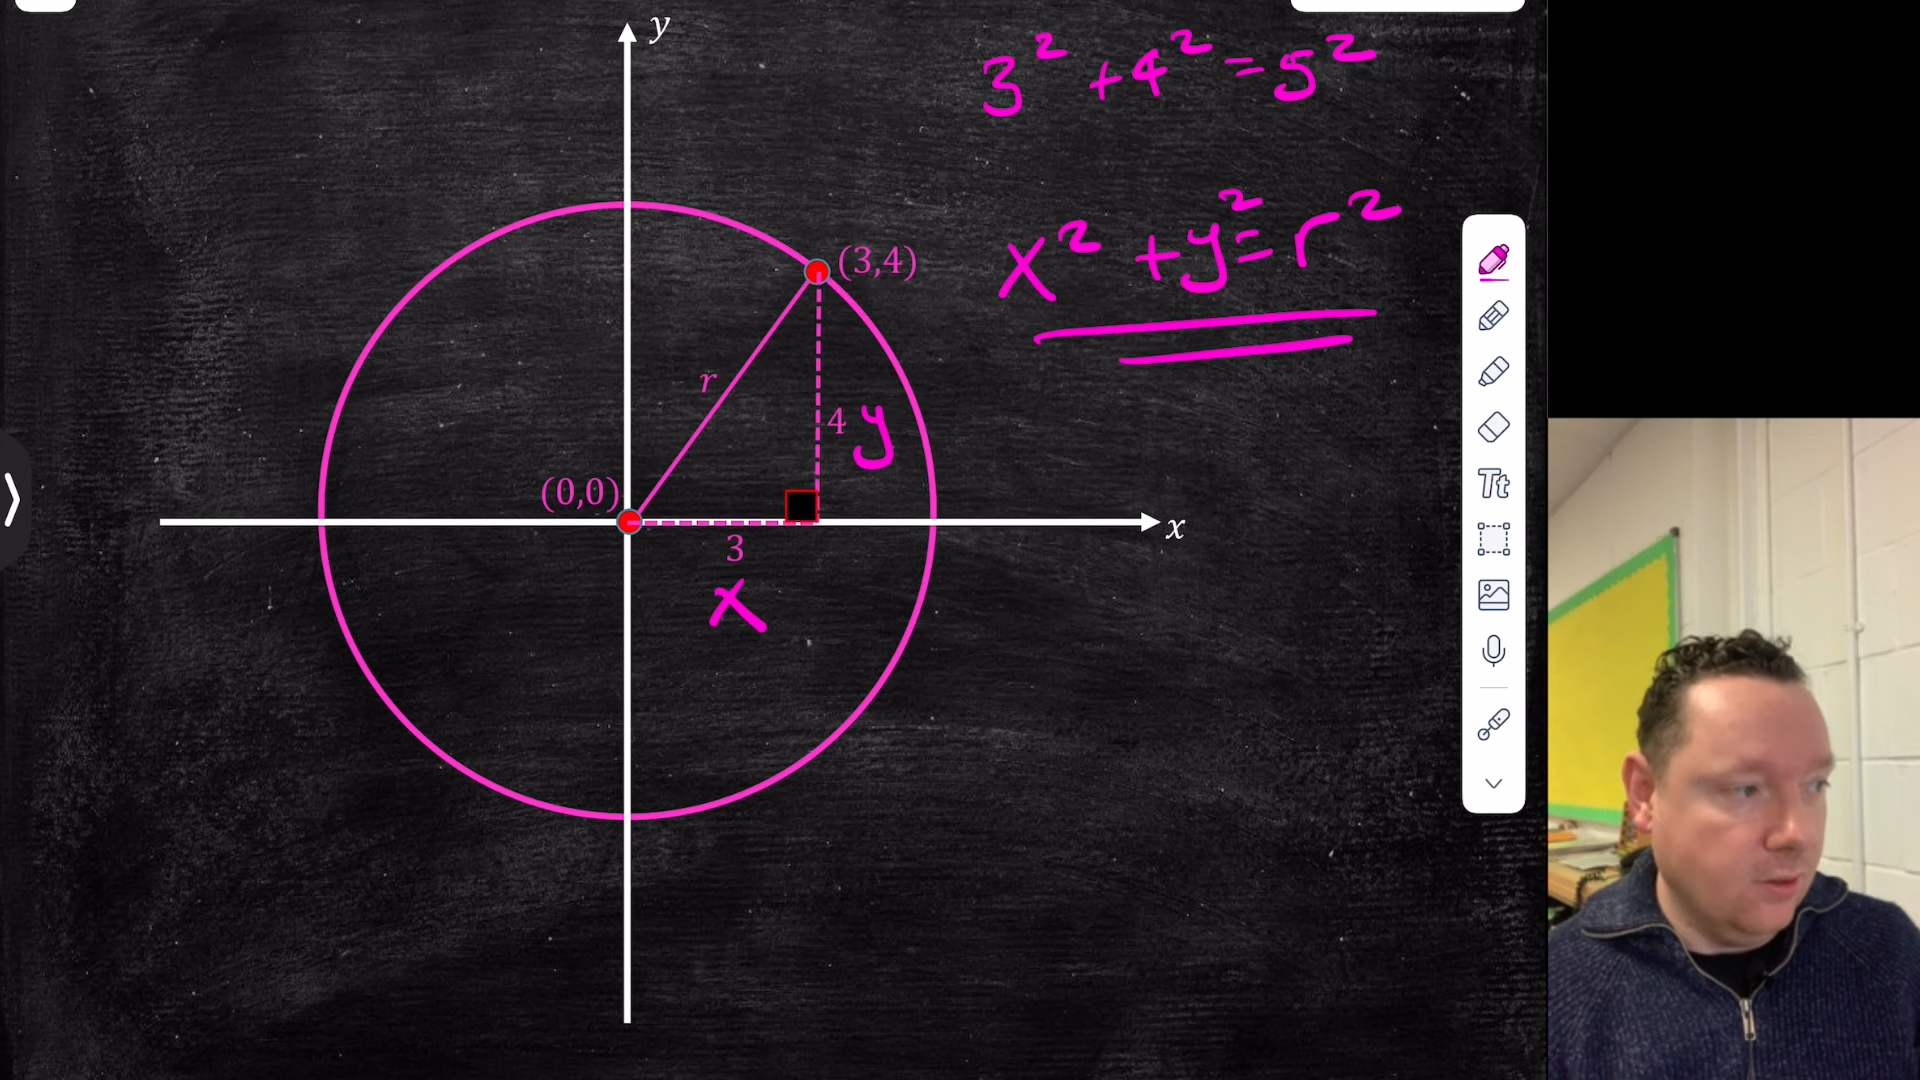 y
3² + 4² = 5²
x² + y² = r²
(3,4)
r
4 y
(0,0)
x
3
x
Tt